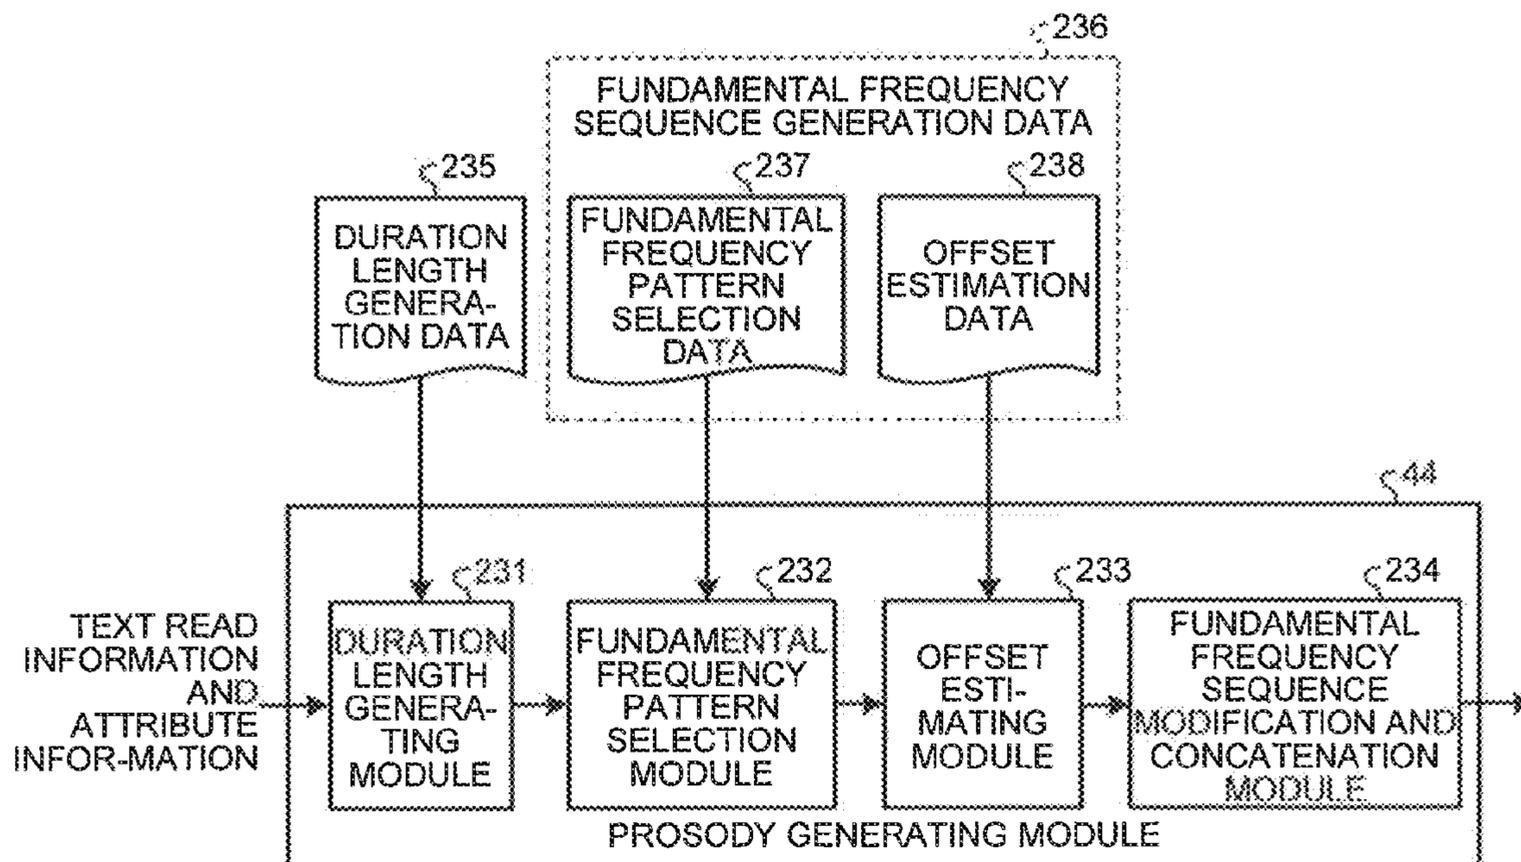 236
FUNDAMENTAL FREQUENCY
SEQUENCE GENERATION DATA
235
DURATION
LENGTH
GENERA-
TION DATA
237
FUNDAMENTAL
FREQUENCY
PATTERN
SELECTION
DATA
238
OFFSET
ESTIMATION
DATA
44
TEXT READ
INFORMATION
AND
ATTRIBUTE
INFOR-MATION
231
DURATION
LENGTH
GENERA-
TING
MODULE
232
FUNDAMENTAL
FREQUENCY
PATTERN
SELECTION
MODULE
233
OFFSET
ESTI-
MATING
MODULE
234
FUNDAMENTAL
FREQUENCY
SEQUENCE
MODIFICATION AND
CONCATENATION
MODULE
PROSODY GENERATING MODULE